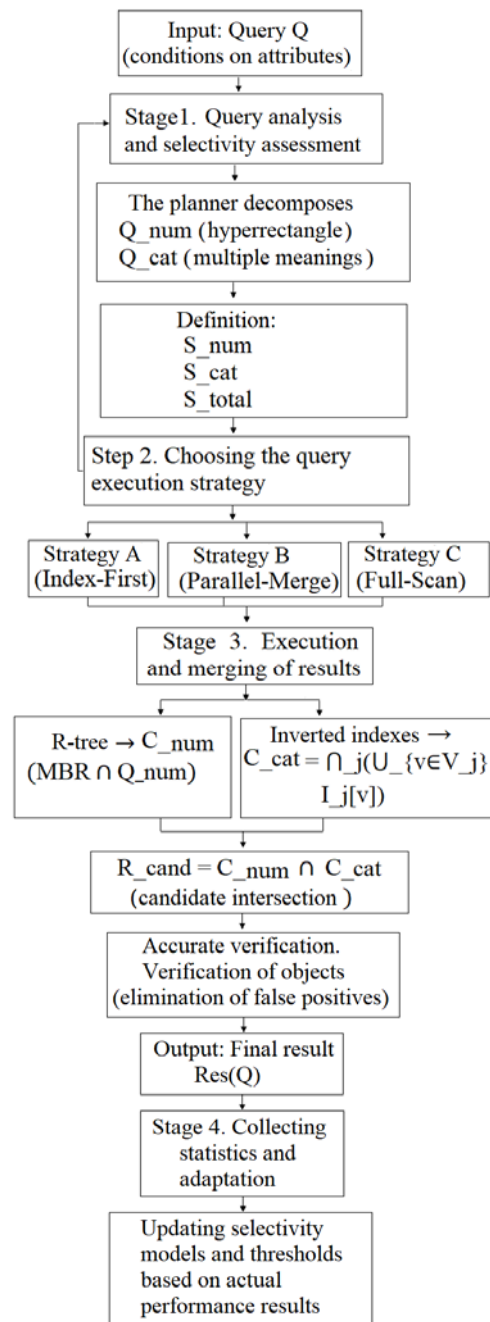 Input: Query Q
(conditions on attributes)
Stage1. Query analysis
and selectivity assessment
The planner decomposes
Q_num (hyperrectangle)
Q_cat (multiple meanings)
Definition:
S_num
S_cat
S_total
Step 2. Choosing the query
execution strategy
Strategy A
(Index-First)
Strategy B
(Parallel-Merge)
Strategy C
(Full-Scan)
Stage 3. Execution
and merging of results
R-tree → C_num
(MBR ∩ Q_num)
Inverted indexes →
C_cat = ⋂_j(⋃_{v∈V_j}
I_j[v])
R_cand = C_num ∩ C_cat
(candidate intersection )
Accurate verification.
Verification of objects
(elimination of false positives)
Output: Final result
Res(Q)
Stage 4. Collecting
statistics and
adaptation
Updating selectivity
models and thresholds
based on actual
performance results